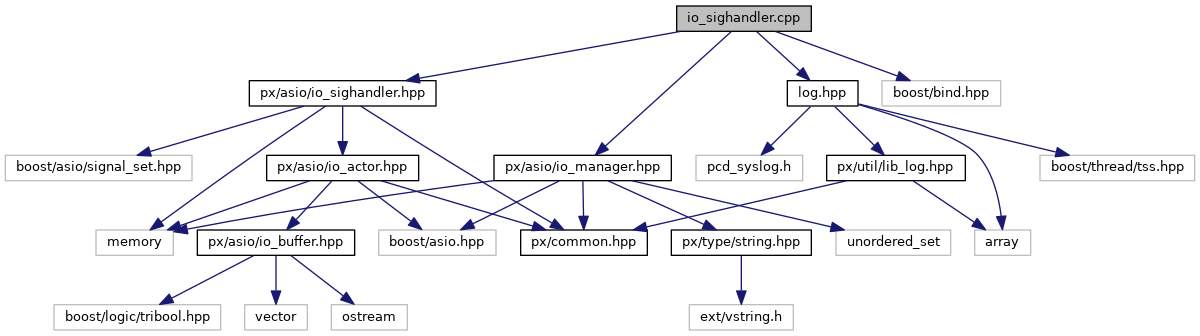 io_sighandler.cpp
px/asio/io_sighandler.hpp
log.hpp
boost/bind.hpp
boost/asio/signal_set.hpp
px/asio/io_actor.hpp
px/asio/io_manager.hpp
pcd_syslog.h
px/util/lib_log.hpp
boost/thread/tss.hpp
memory
px/asio/io_buffer.hpp
boost/asio.hpp
px/common.hpp
px/type/string.hpp
unordered_set
array
boost/logic/tribool.hpp
vector
ostream
ext/vstring.h